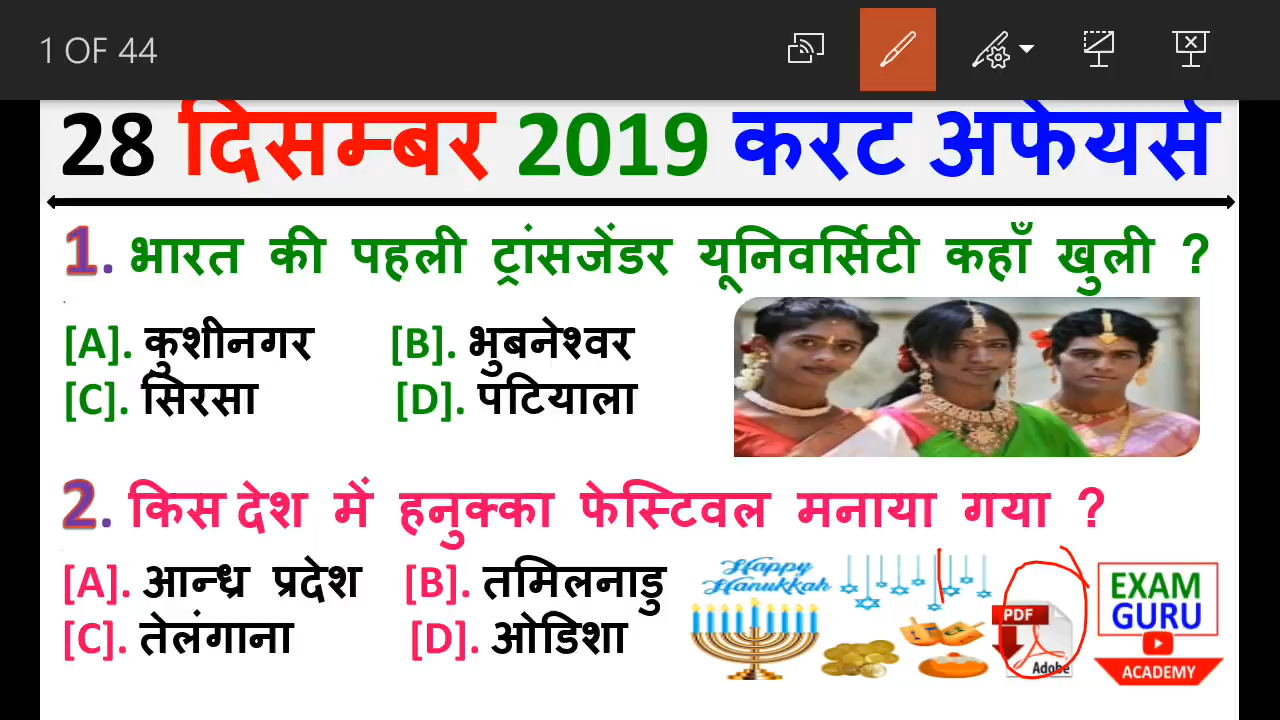 1 OF 44
28 दिसम्बर 2019 करट अफेयर्स
1. भारत की पहली ट्रांसजेंडर यूनिवर्सिटी कहाँ खुली ?
[A]. कुशीनगर [B]. भुबनेश्वर
[C]. सिरसा [D]. पटियाला
2. किस देश में हनुक्का फेस्टिवल मनाया गया ?
[A]. आन्ध्र प्रदेश [B]. तमिलनाडु
[C]. तेलंगाना [D]. ओडिशा
Happy
Hanukkah
PDF
Adobe
EXAM
GURU
ACADEMY